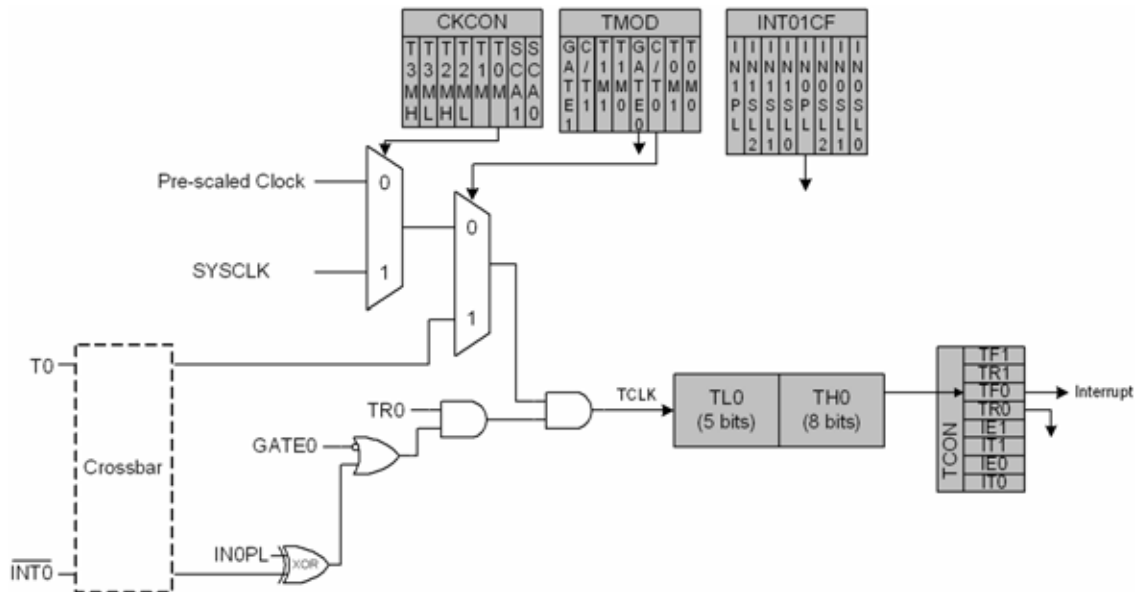 CKCON TMOD INT01CF
T3MH T3ML T2MH T2ML T1M T0M SCA1 SCA0
GATE1 C/T1 T1M1 T1M0 GATE0 C/T0 T0M1 T0M0
IN1PL IN1SL2 IN1SL1 IN1SL0 IN0PL IN0SL2 IN0SL1 IN0SL0
Pre-scaled Clock
0
0
SYSCLK
1
1
T0
Crossbar
TR0
GATE0
IN0PL
XOR
INT0
TCLK
TL0
(5 bits)
TH0
(8 bits)
TCON
TF1
TR1
TF0
TR0
IE1
IT1
IE0
IT0
Interrupt